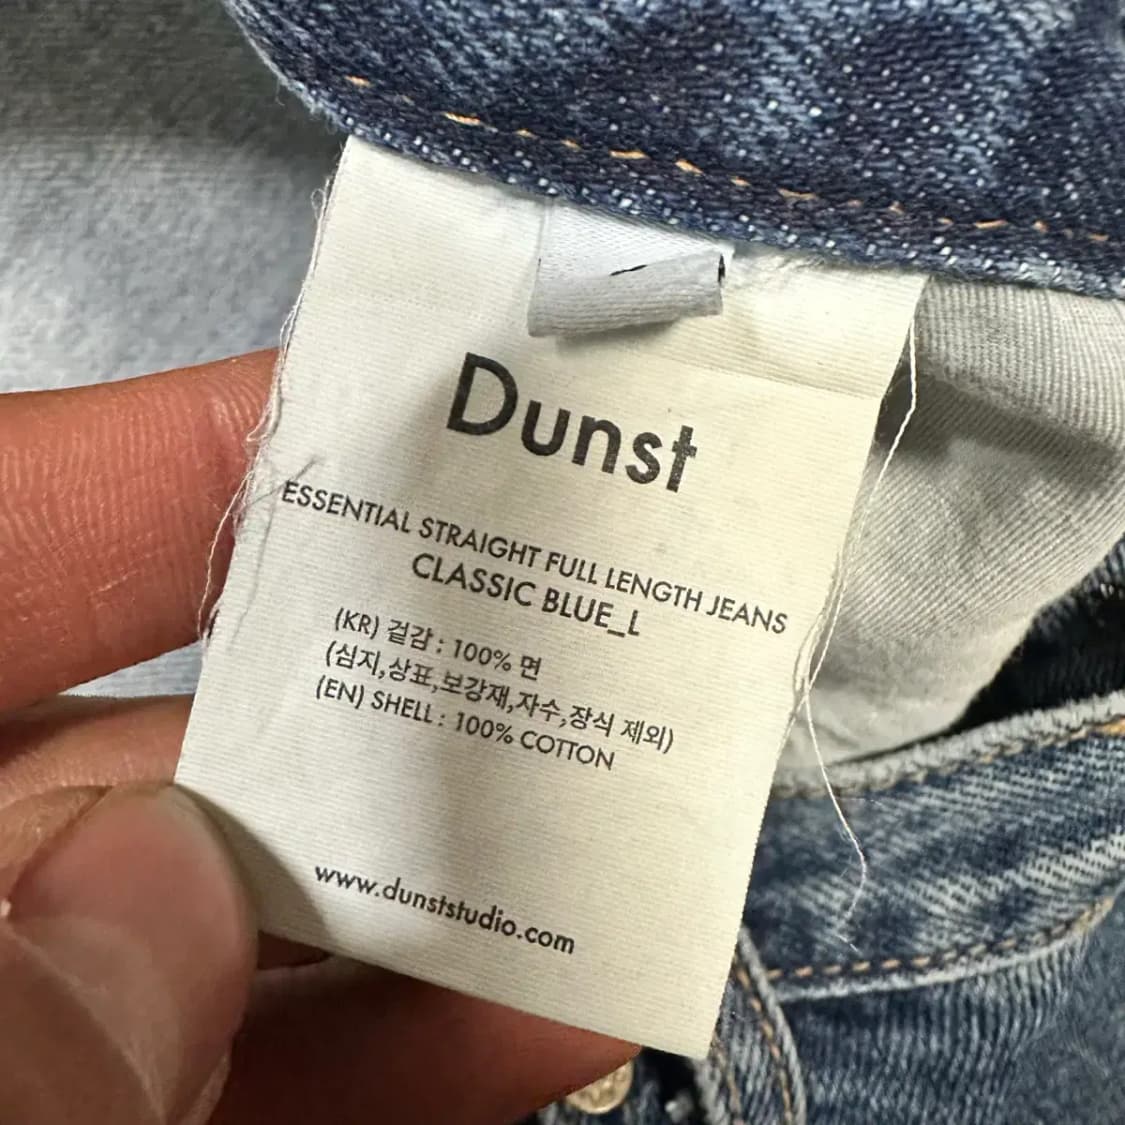 Dunst
ESSENTIAL STRAIGHT FULL LENGTH JEANS
CLASSIC BLUE_L
(KR) 겉감 : 100% 면
(심지,상표,보강재,자수,장식 제외)
(EN) SHELL : 100% COTTON
www.dunststudio.com